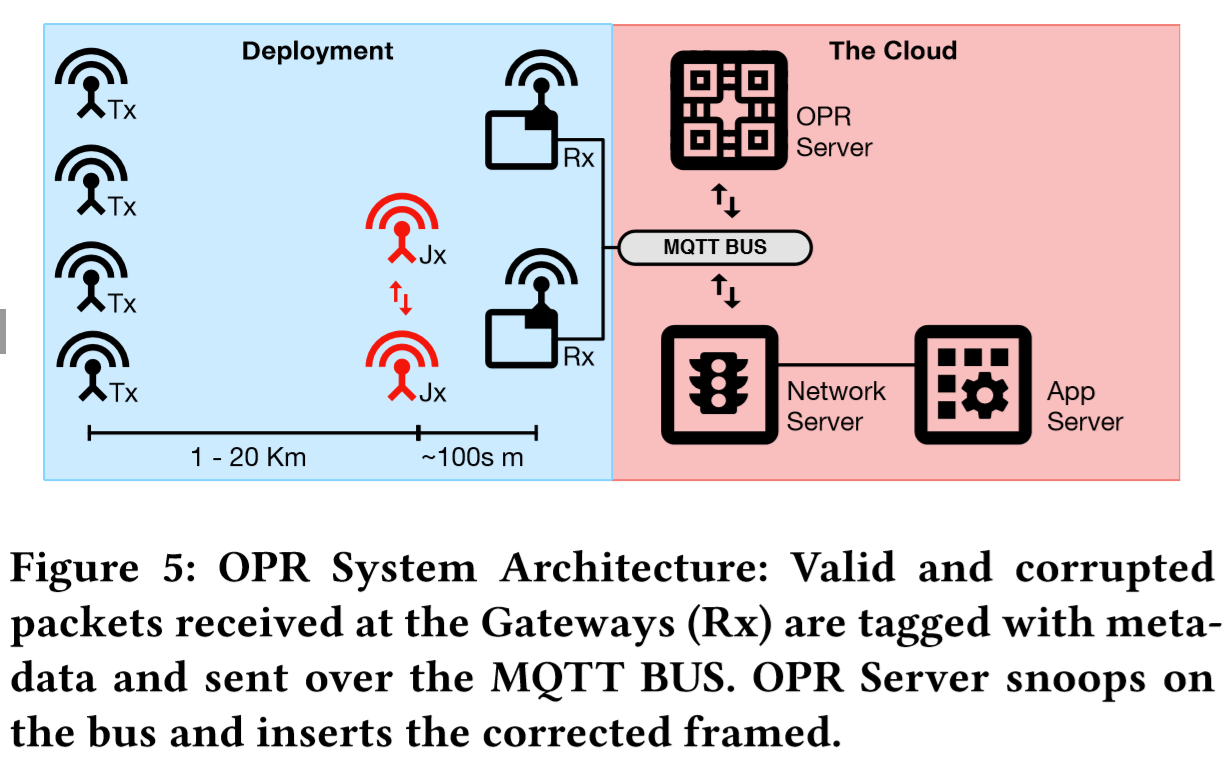 Deployment
The Cloud
Tx
Tx
Tx
Tx
Jx
Jx
Rx
Rx
1 - 20 Km
~100s m
OPR
Server
MQTT BUS
Network
Server
App
Server
Figure 5: OPR System Architecture: Valid and corrupted
packets received at the Gateways (Rx) are tagged with meta-
data and sent over the MQTT BUS. OPR Server snoops on
the bus and inserts the corrected framed.